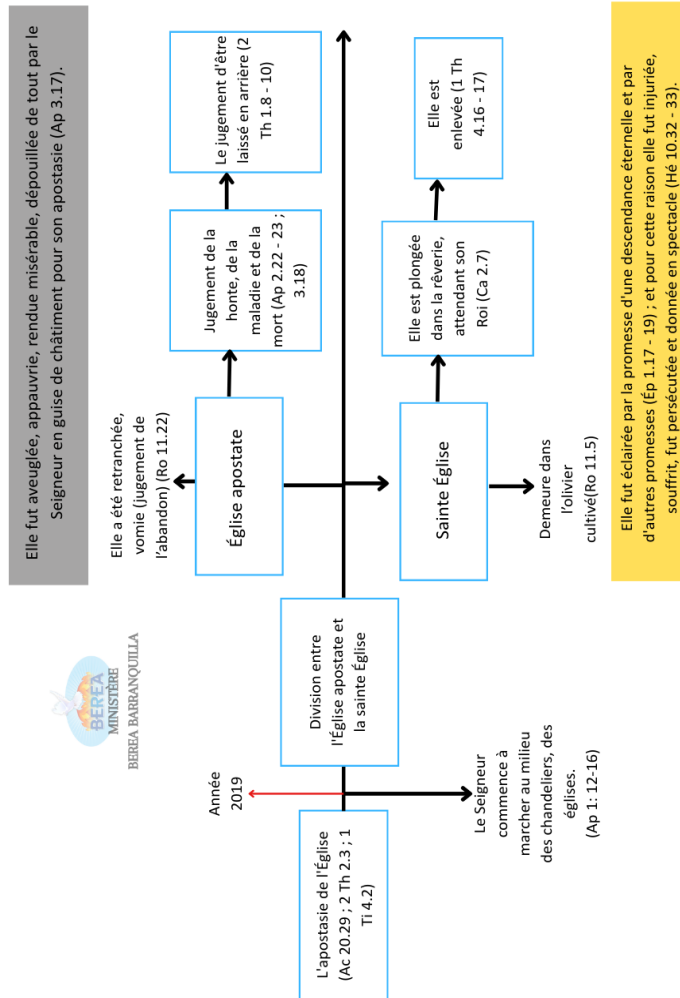 Elle fut aveuglée, appauvrie, rendue misérable, dépouillée de tout par le
Seigneur en guise de châtiment pour son apostasie (Ap 3.17).
BEREA
MINISTÈRE
BEREA BARRANQUILLA
Année
2019
L'apostasie de l'Église
(Ac 20.29 ; 2 Th 2.3 ; 1
Ti 4.2)
Le Seigneur
commence à
marcher au milieu
des chandeliers, des
églises.
(Ap 1: 12-16)
Division entre
l'Église apostate et
la sainte Église
Elle a été retranchée,
vomie (jugement de
l'abandon) (Ro 11.22)
Église apostate
Jugement de la
honte, de la
maladie et de la
mort (Ap 2.22 - 23 ;
3.18)
Le jugement d'être
laissé en arrière (2
Th 1.8 - 10)
Sainte Église
Demeure dans
l’olivier
cultivé(Ro 11.5)
Elle est plongée
dans la rêverie,
attendant son
Roi (Ca 2.7)
Elle est
enlevée (1 Th
4.16 - 17)
Elle fut éclairée par la promesse d'une descendance éternelle et par
d'autres promesses (Ép 1.17 - 19) ; et pour cette raison elle fut injuriée,
souffrit, fut persécutée et donnée en spectacle (Hé 10.32 - 33).